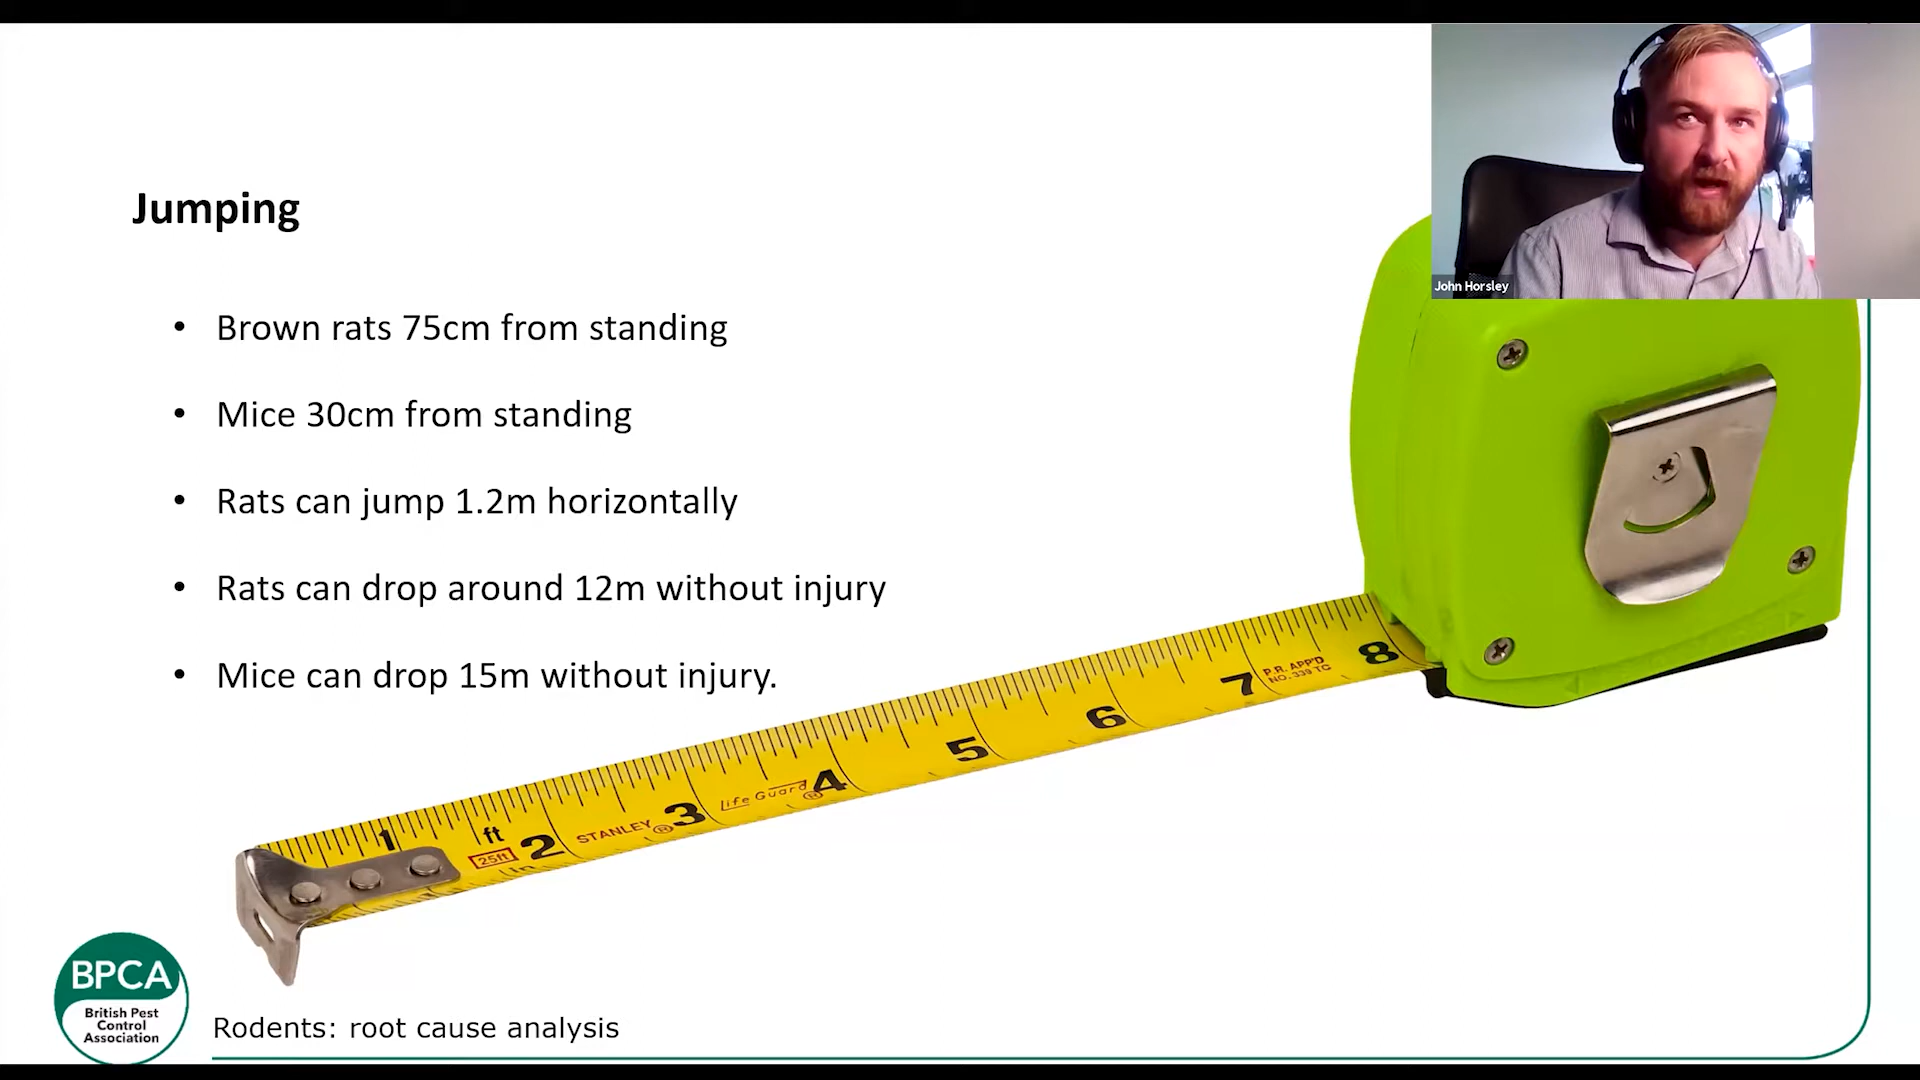 John Horsley
Jumping
• Brown rats 75cm from standing
• Mice 30cm from standing
• Rats can jump 1.2m horizontally
• Rats can drop around 12m without injury
• Mice can drop 15m without injury.
1 ft 2 STANLEY® 3 Life Guard® 4 5 6 7 P.R. APP'D 8
25ft in NO. 339 TC
BPCA
British Pest
Control
Association
Rodents: root cause analysis